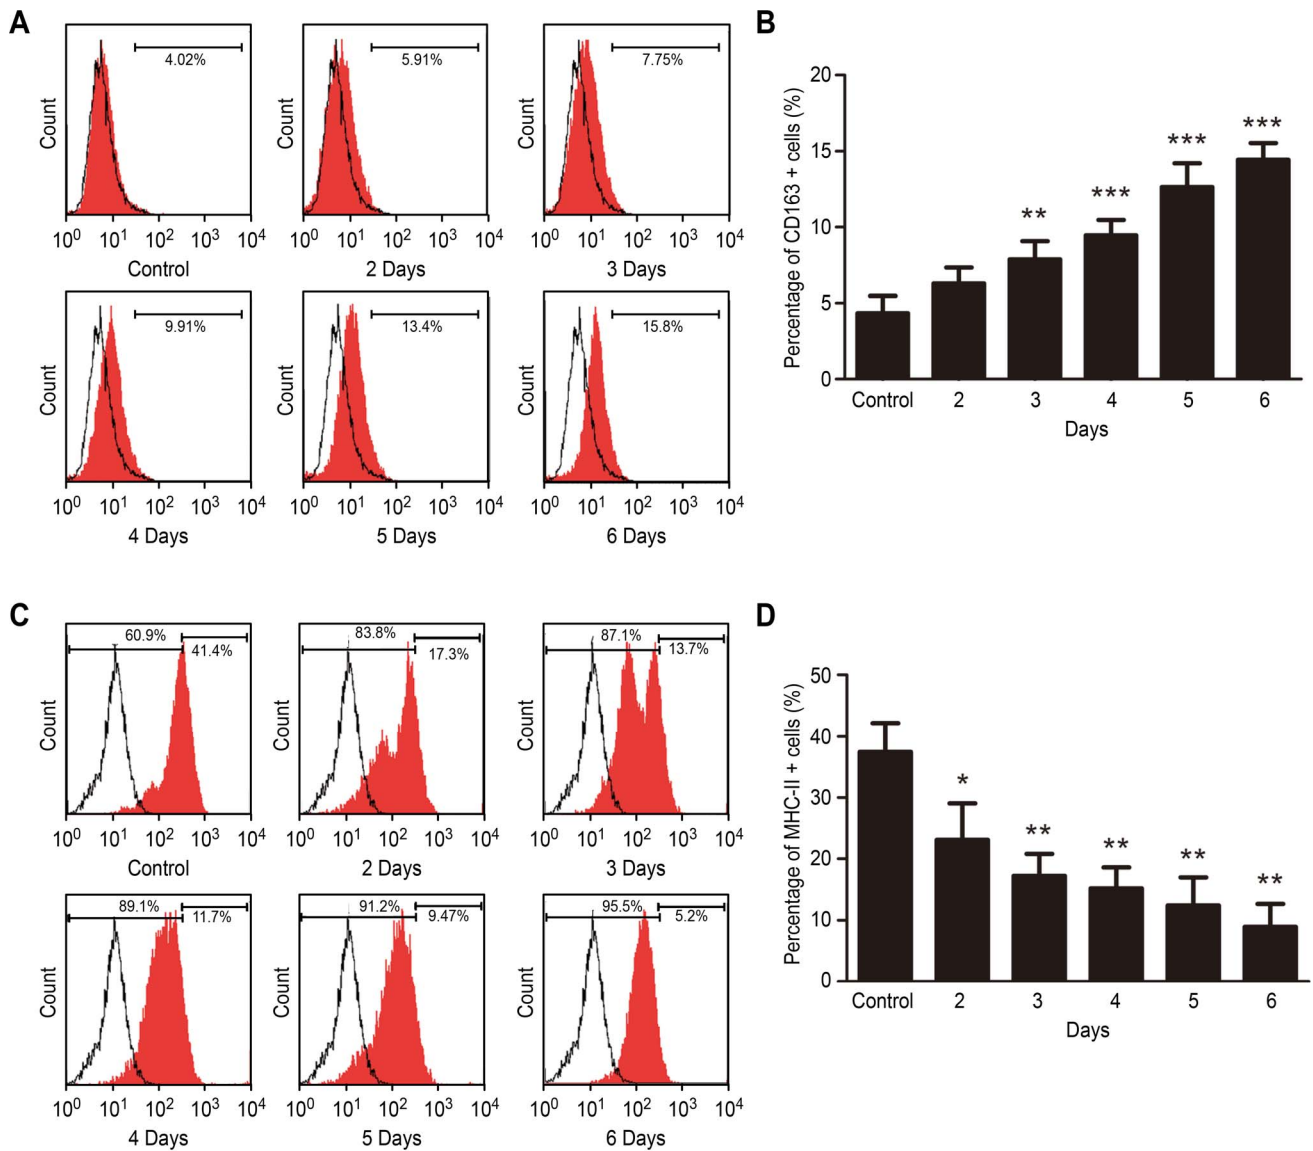 A
Count
4.02%
10⁰ 10¹ 10² 10³ 10⁴
Control
Count
5.91%
10⁰ 10¹ 10² 10³ 10⁴
2 Days
Count
7.75%
10⁰ 10¹ 10² 10³ 10⁴
3 Days
Count
9.91%
10⁰ 10¹ 10² 10³ 10⁴
4 Days
Count
13.4%
10⁰ 10¹ 10² 10³ 10⁴
5 Days
Count
15.8%
10⁰ 10¹ 10² 10³ 10⁴
6 Days
B
Percentage of CD163 + cells (%)
20
15
10
5
0
**
***
***
***
Control 2 3 4 5 6
Days
C
Count
60.9%
41.4%
10⁰ 10¹ 10² 10³ 10⁴
Control
Count
83.8%
17.3%
10⁰ 10¹ 10² 10³ 10⁴
2 Days
Count
87.1%
13.7%
10⁰ 10¹ 10² 10³ 10⁴
3 Days
Count
89.1%
11.7%
10⁰ 10¹ 10² 10³ 10⁴
4 Days
Count
91.2%
9.47%
10⁰ 10¹ 10² 10³ 10⁴
5 Days
Count
95.5%
5.2%
10⁰ 10¹ 10² 10³ 10⁴
6 Days
D
Percentage of MHC-II + cells (%)
50
40
30
20
10
0
*
**
**
**
**
Control 2 3 4 5 6
Days